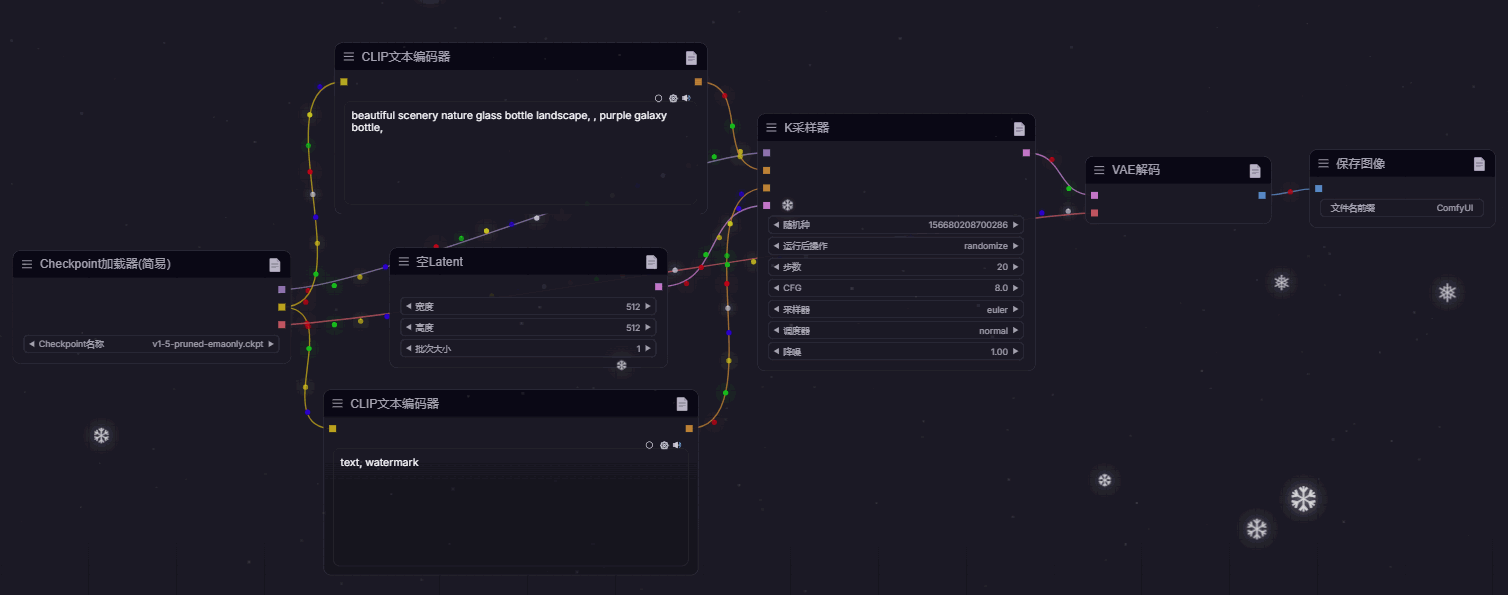 CLIP文本编码器
beautiful scenery nature glass bottle landscape, , purple galaxy
bottle,
Checkpoint加载器(简易)
Checkpoint名称 v1-5-pruned-emaonly.ckpt
空Latent
宽度 512
高度 512
批次大小 1
CLIP文本编码器
text, watermark
K采样器
随机种 156680208700286
运行后操作 randomize
步数 20
CFG 8.0
采样器 euler
调度器 normal
降噪 1.00
VAE解码
保存图像
文件名前缀 ComfyUI